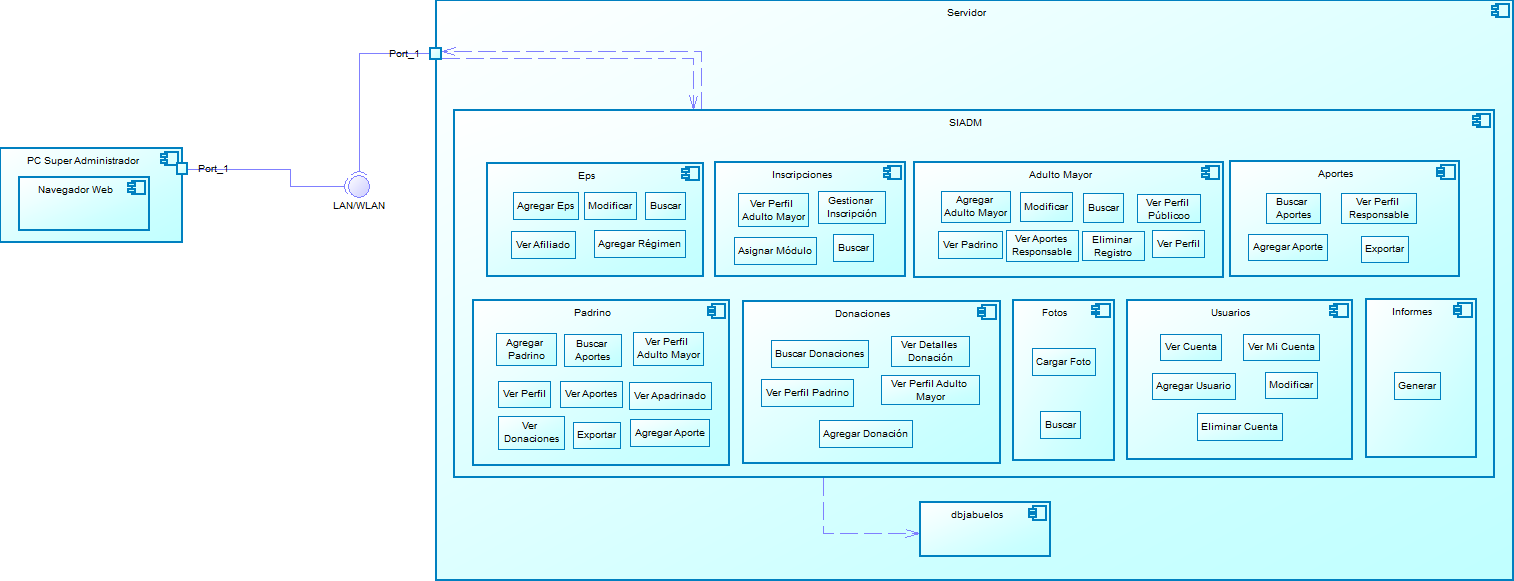 Servidor
Port_1
SIADM
PC Super Administrador
Navegador Web
Port_1
LAN/WLAN
Eps
Agregar Eps
Modificar
Buscar
Ver Afiliado
Agregar Régimen
Inscripciones
Ver Perfil
Adulto Mayor
Gestionar
Inscripción
Asignar Módulo
Buscar
Adulto Mayor
Agregar
Adulto Mayor
Modificar
Buscar
Ver Perfil
Públicoo
Ver Padrino
Ver Aportes
Responsable
Eliminar
Registro
Ver Perfil
Aportes
Buscar
Aportes
Ver Perfil
Responsable
Agregar Aporte
Exportar
Padrino
Agregar
Padrino
Buscar
Aportes
Ver Perfil
Adulto Mayor
Ver Perfil
Ver Aportes
Ver Apadrinado
Ver
Donaciones
Exportar
Agregar Aporte
Donaciones
Buscar Donaciones
Ver Detalles
Donación
Ver Perfil Padrino
Ver Perfil Adulto
Mayor
Agregar Donación
Fotos
Cargar Foto
Buscar
Usuarios
Ver Cuenta
Ver Mi Cuenta
Agregar Usuario
Modificar
Eliminar Cuenta
Informes
Generar
dbjabuelos